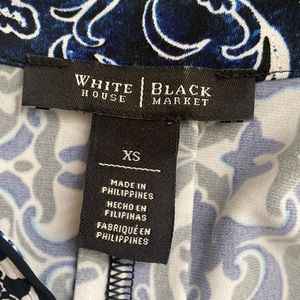 WHITE | BLACK
HOUSE | MARKET
XS
MADE IN
PHILIPPINES
HECHO EN
FILIPINAS
FABRIQUÉ EN
PHILIPPINES